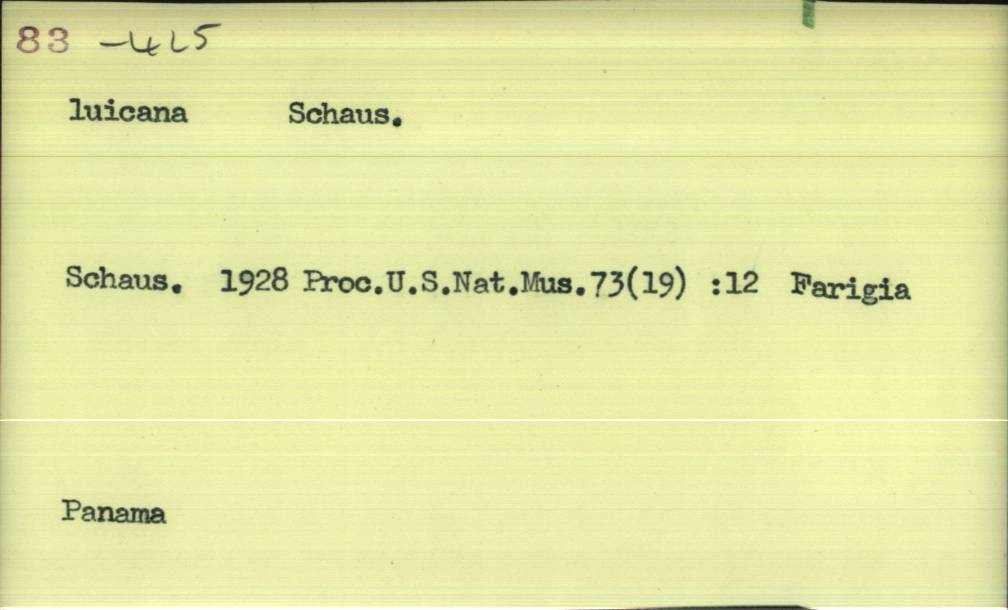 83 -425
luicana Schaus.
Schaus. 1928 Proc.U.S.Nat.Mus.73(19) :12 Farigia
Panama